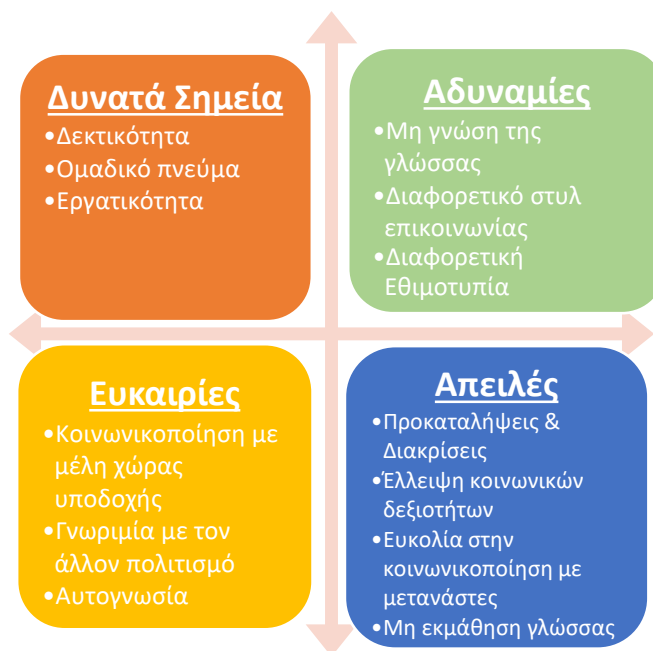 Δυνατά Σημεία
•Δεκτικότητα
•Ομαδικό πνεύμα
•Εργατικότητα
Αδυναμίες
•Μη γνώση της
γλώσσας
•Διαφορετικό στυλ
επικοινωνίας
•Διαφορετική
Εθιμοτυπία
Ευκαιρίες
•Κοινωνικοποίηση με
μέλη χώρας
υποδοχής
•Γνωριμία με τον
άλλον πολιτισμό
•Αυτογνωσία
Απειλές
•Προκαταλήψεις &
Διακρίσεις
•Έλλειψη κοινωνικών
δεξιοτήτων
•Ευκολία στην
κοινωνικοποίηση με
μετανάστες
•Μη εκμάθηση γλώσσας